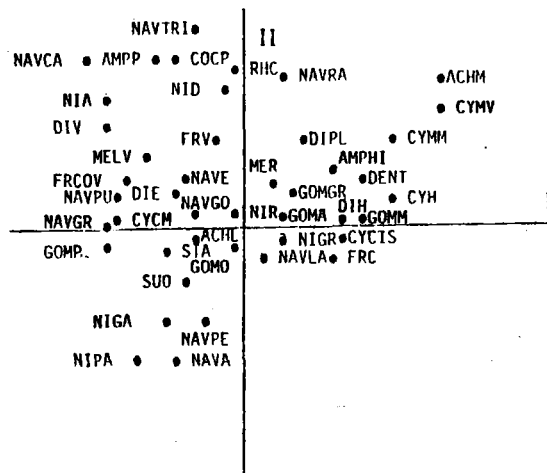 NAVTRI II
NAVCA AMPP COCP RHC NAVRA ACHM
NIA NID CYMV
DIV FRV DIPL CYMM
MELV AMPHI
FRCOV NAVE MER DENT
NAVPU DIE GOMGR CYH
NAVGO NIR DIH
NAVGR CYCM GOMA GOMM
ACHL a NIGR CYCTS
GOMP STA NAVLA FRC
GOMO
SUO
NIGA
NAVPE
NIPA NAVA